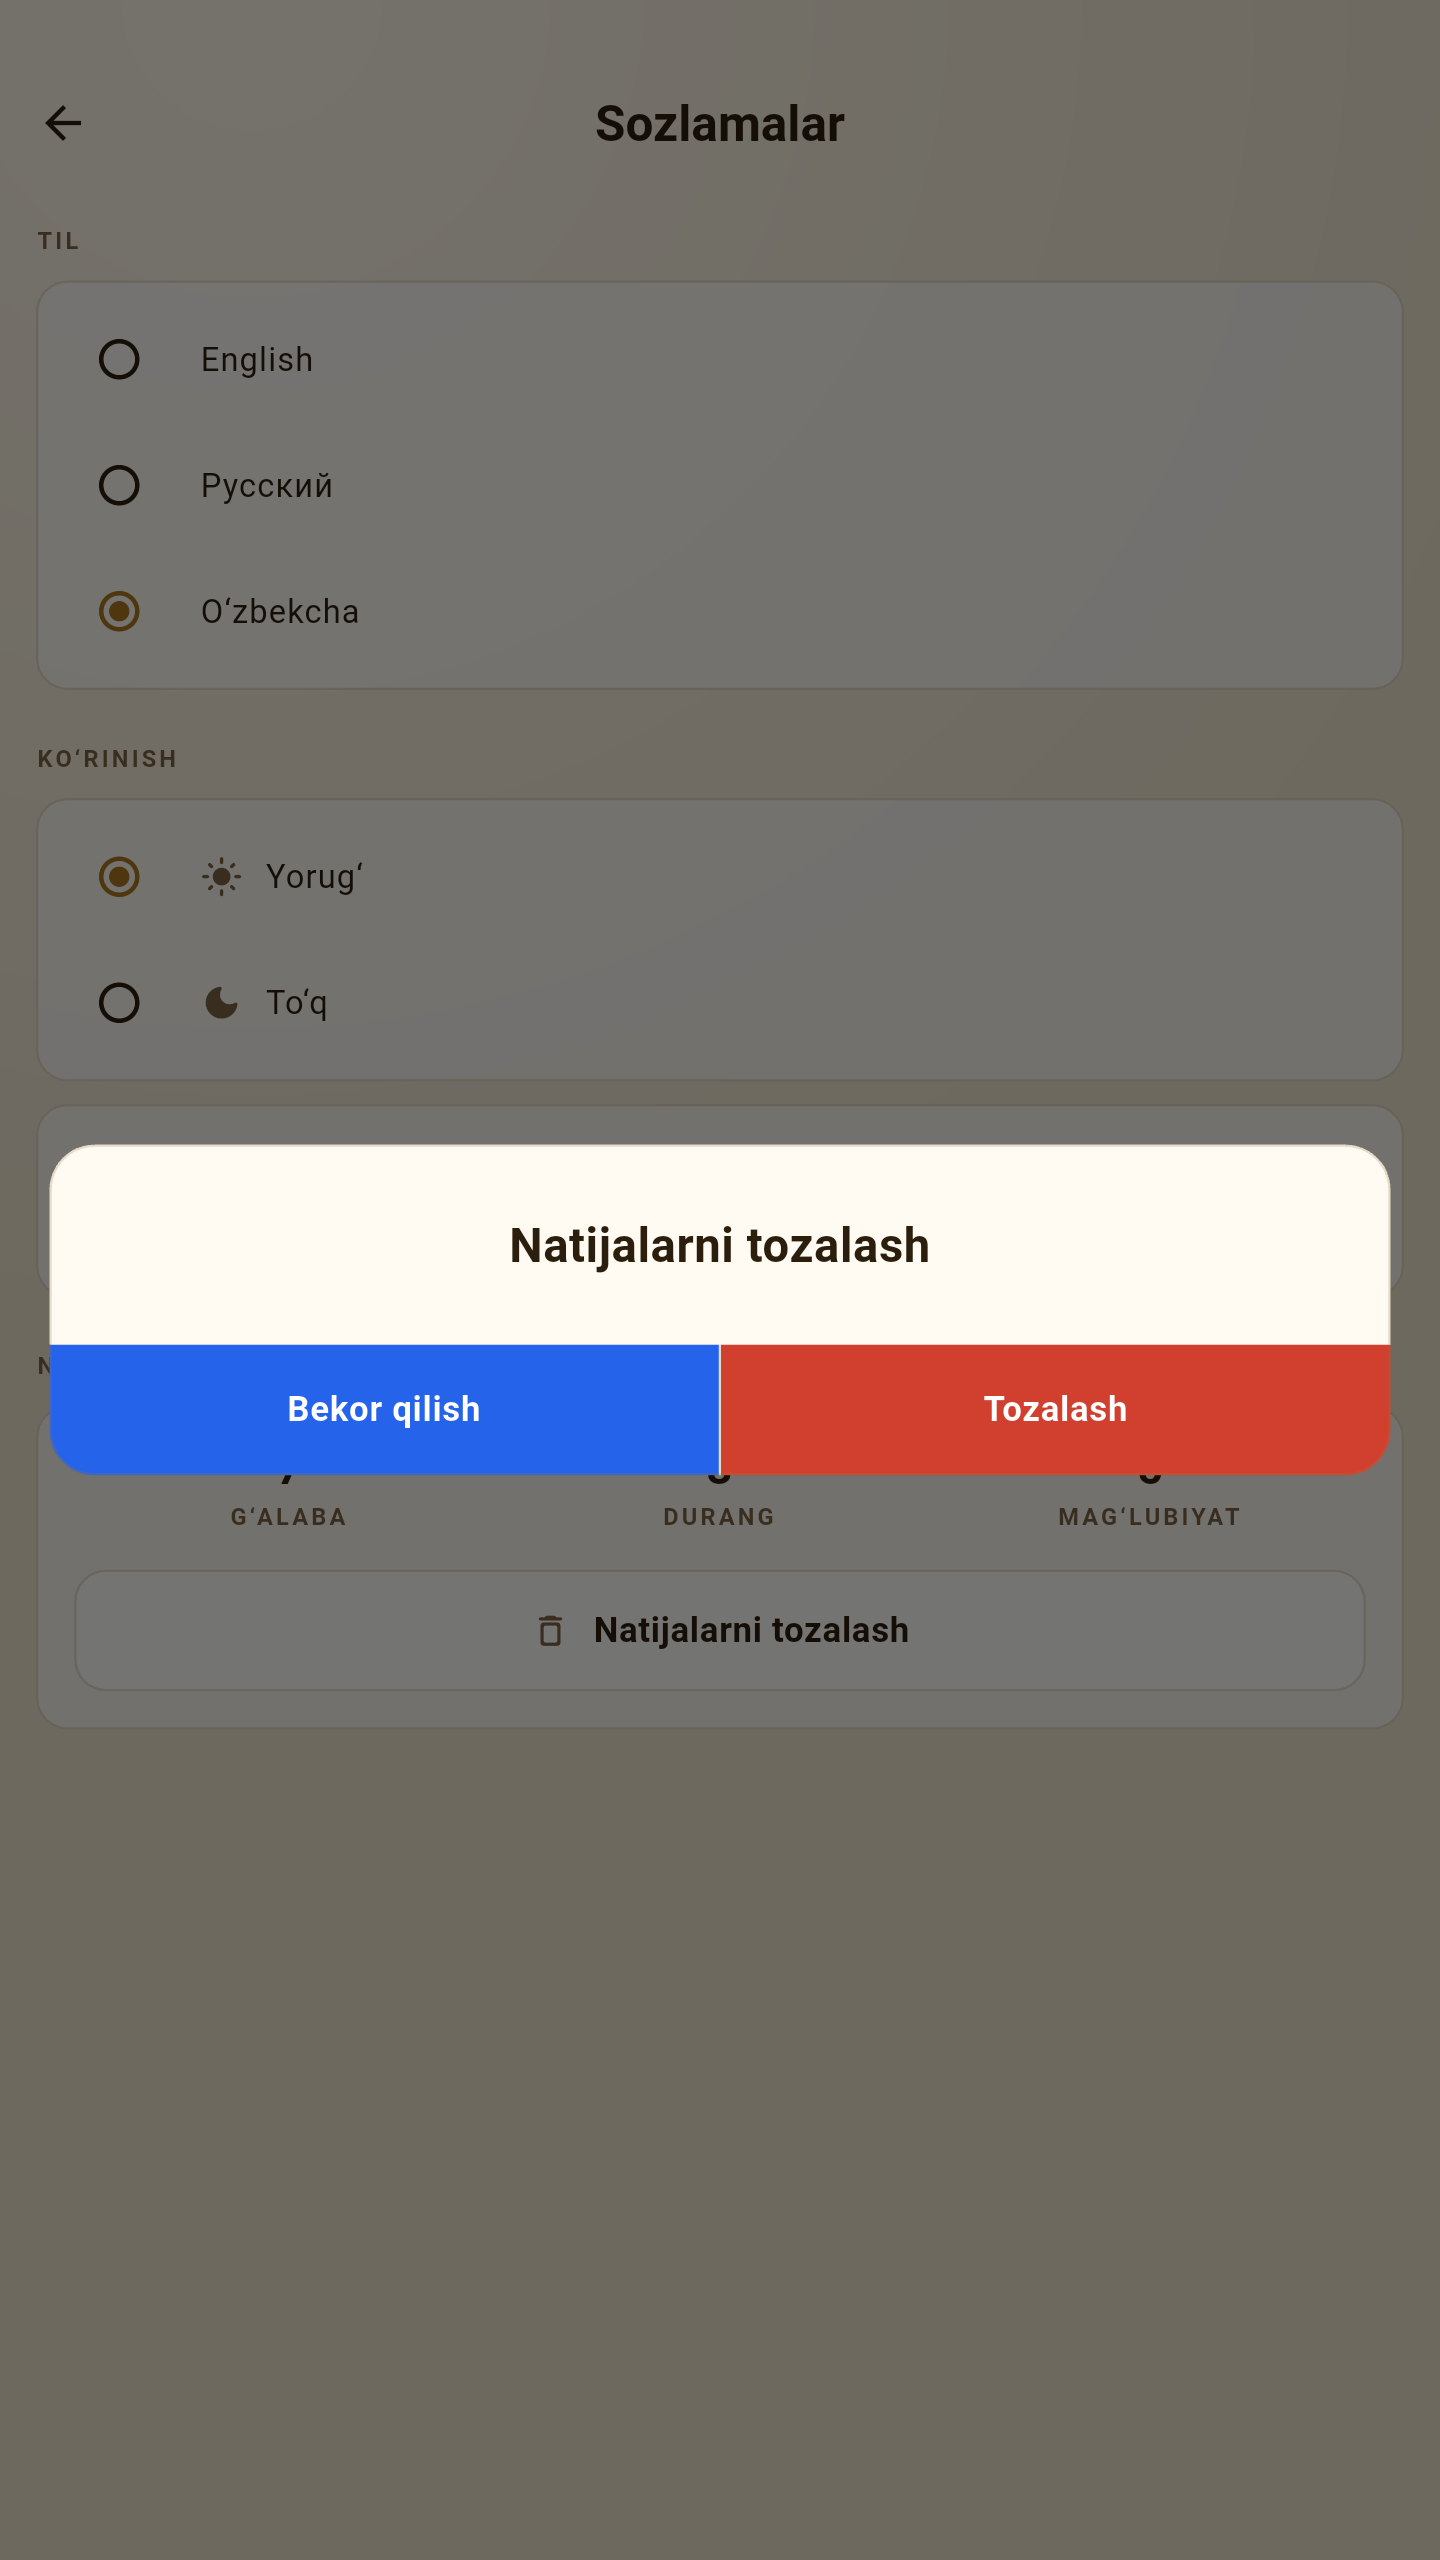 Sozlamalar
TIL
English
Русский
O‘zbekcha
KO‘RINISH
Yorug‘
To‘q
Natijalarni tozalash
Bekor qilish
Tozalash
G‘ALABA
DURANG
MAG‘LUBIYAT
Natijalarni tozalash